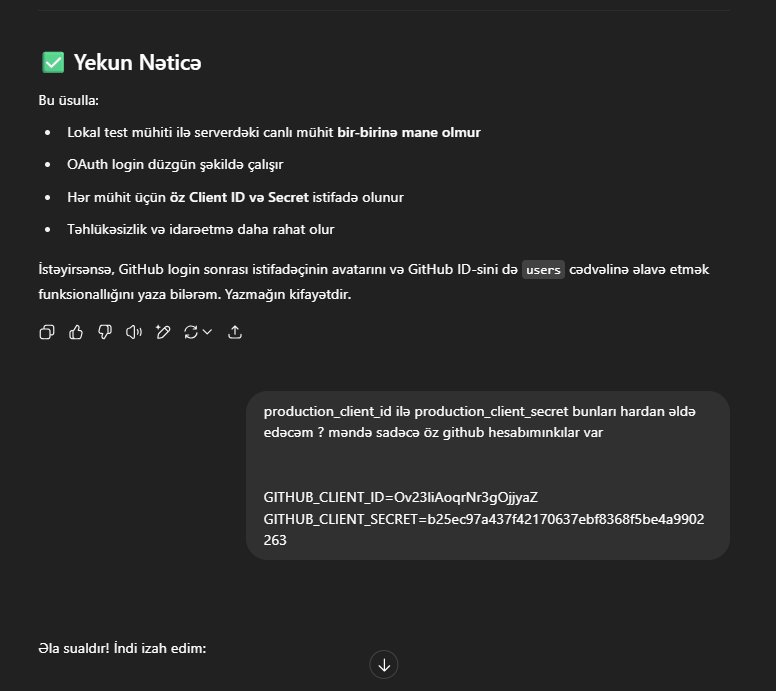 ✅ Yekun Nəticə
Bu üsulla:
• Lokal test mühiti ilə serverdəki canlı mühit bir-birinə mane olmur
• OAuth login düzgün şəkildə çalışır
• Hər mühit üçün öz Client ID və Secret istifadə olunur
• Təhlükəsizlik və idarəetmə daha rahat olur
İstəyirsənsə, GitHub login sonrası istifadəçinin avatarını və GitHub ID-sini də users cədvəlinə əlavə etmək
funksionallığını yaza bilərəm. Yazmağın kifayətdir.
production_client_id ilə production_client_secret bunları hardan əldə
edəcəm ? məndə sadəcə öz github hesabımınkılar var
GITHUB_CLIENT_ID=Ov23liAoqrNr3gOjjyaZ
GITHUB_CLIENT_SECRET=b25ec97a437f42170637ebf8368f5be4a9902
263
Əla sualdır! İndi izah edim: